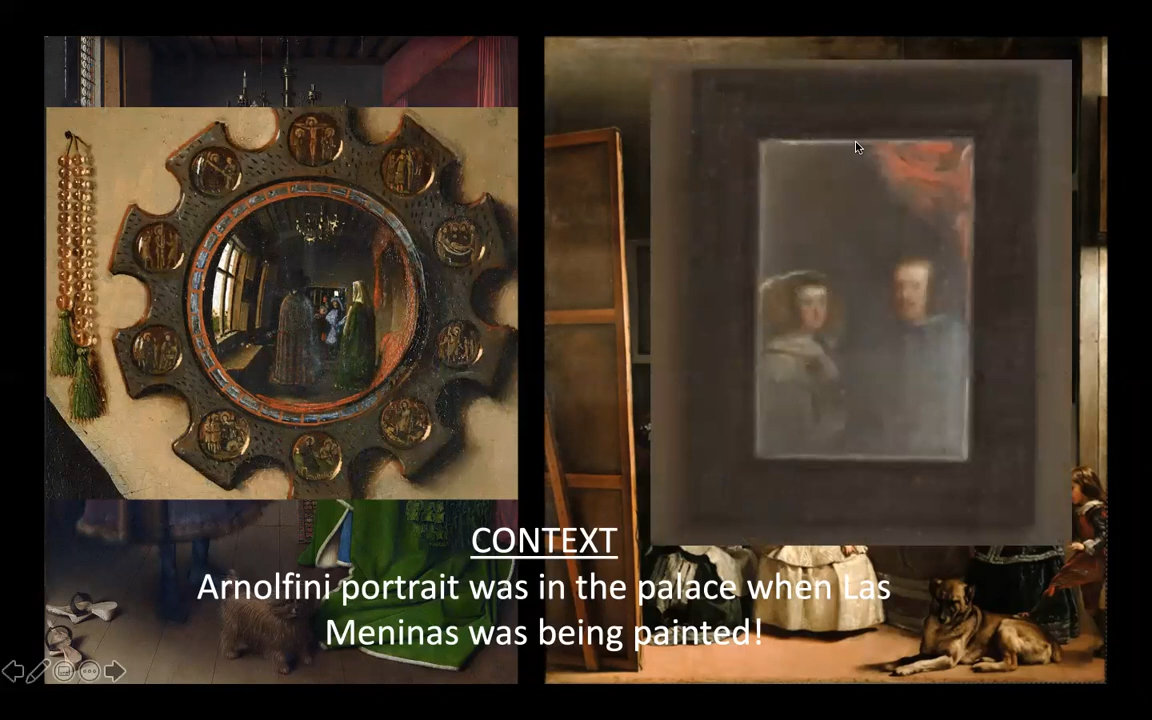 CONTEXT
Arnolfini portrait was in the palace when Las
Meninas was being painted!